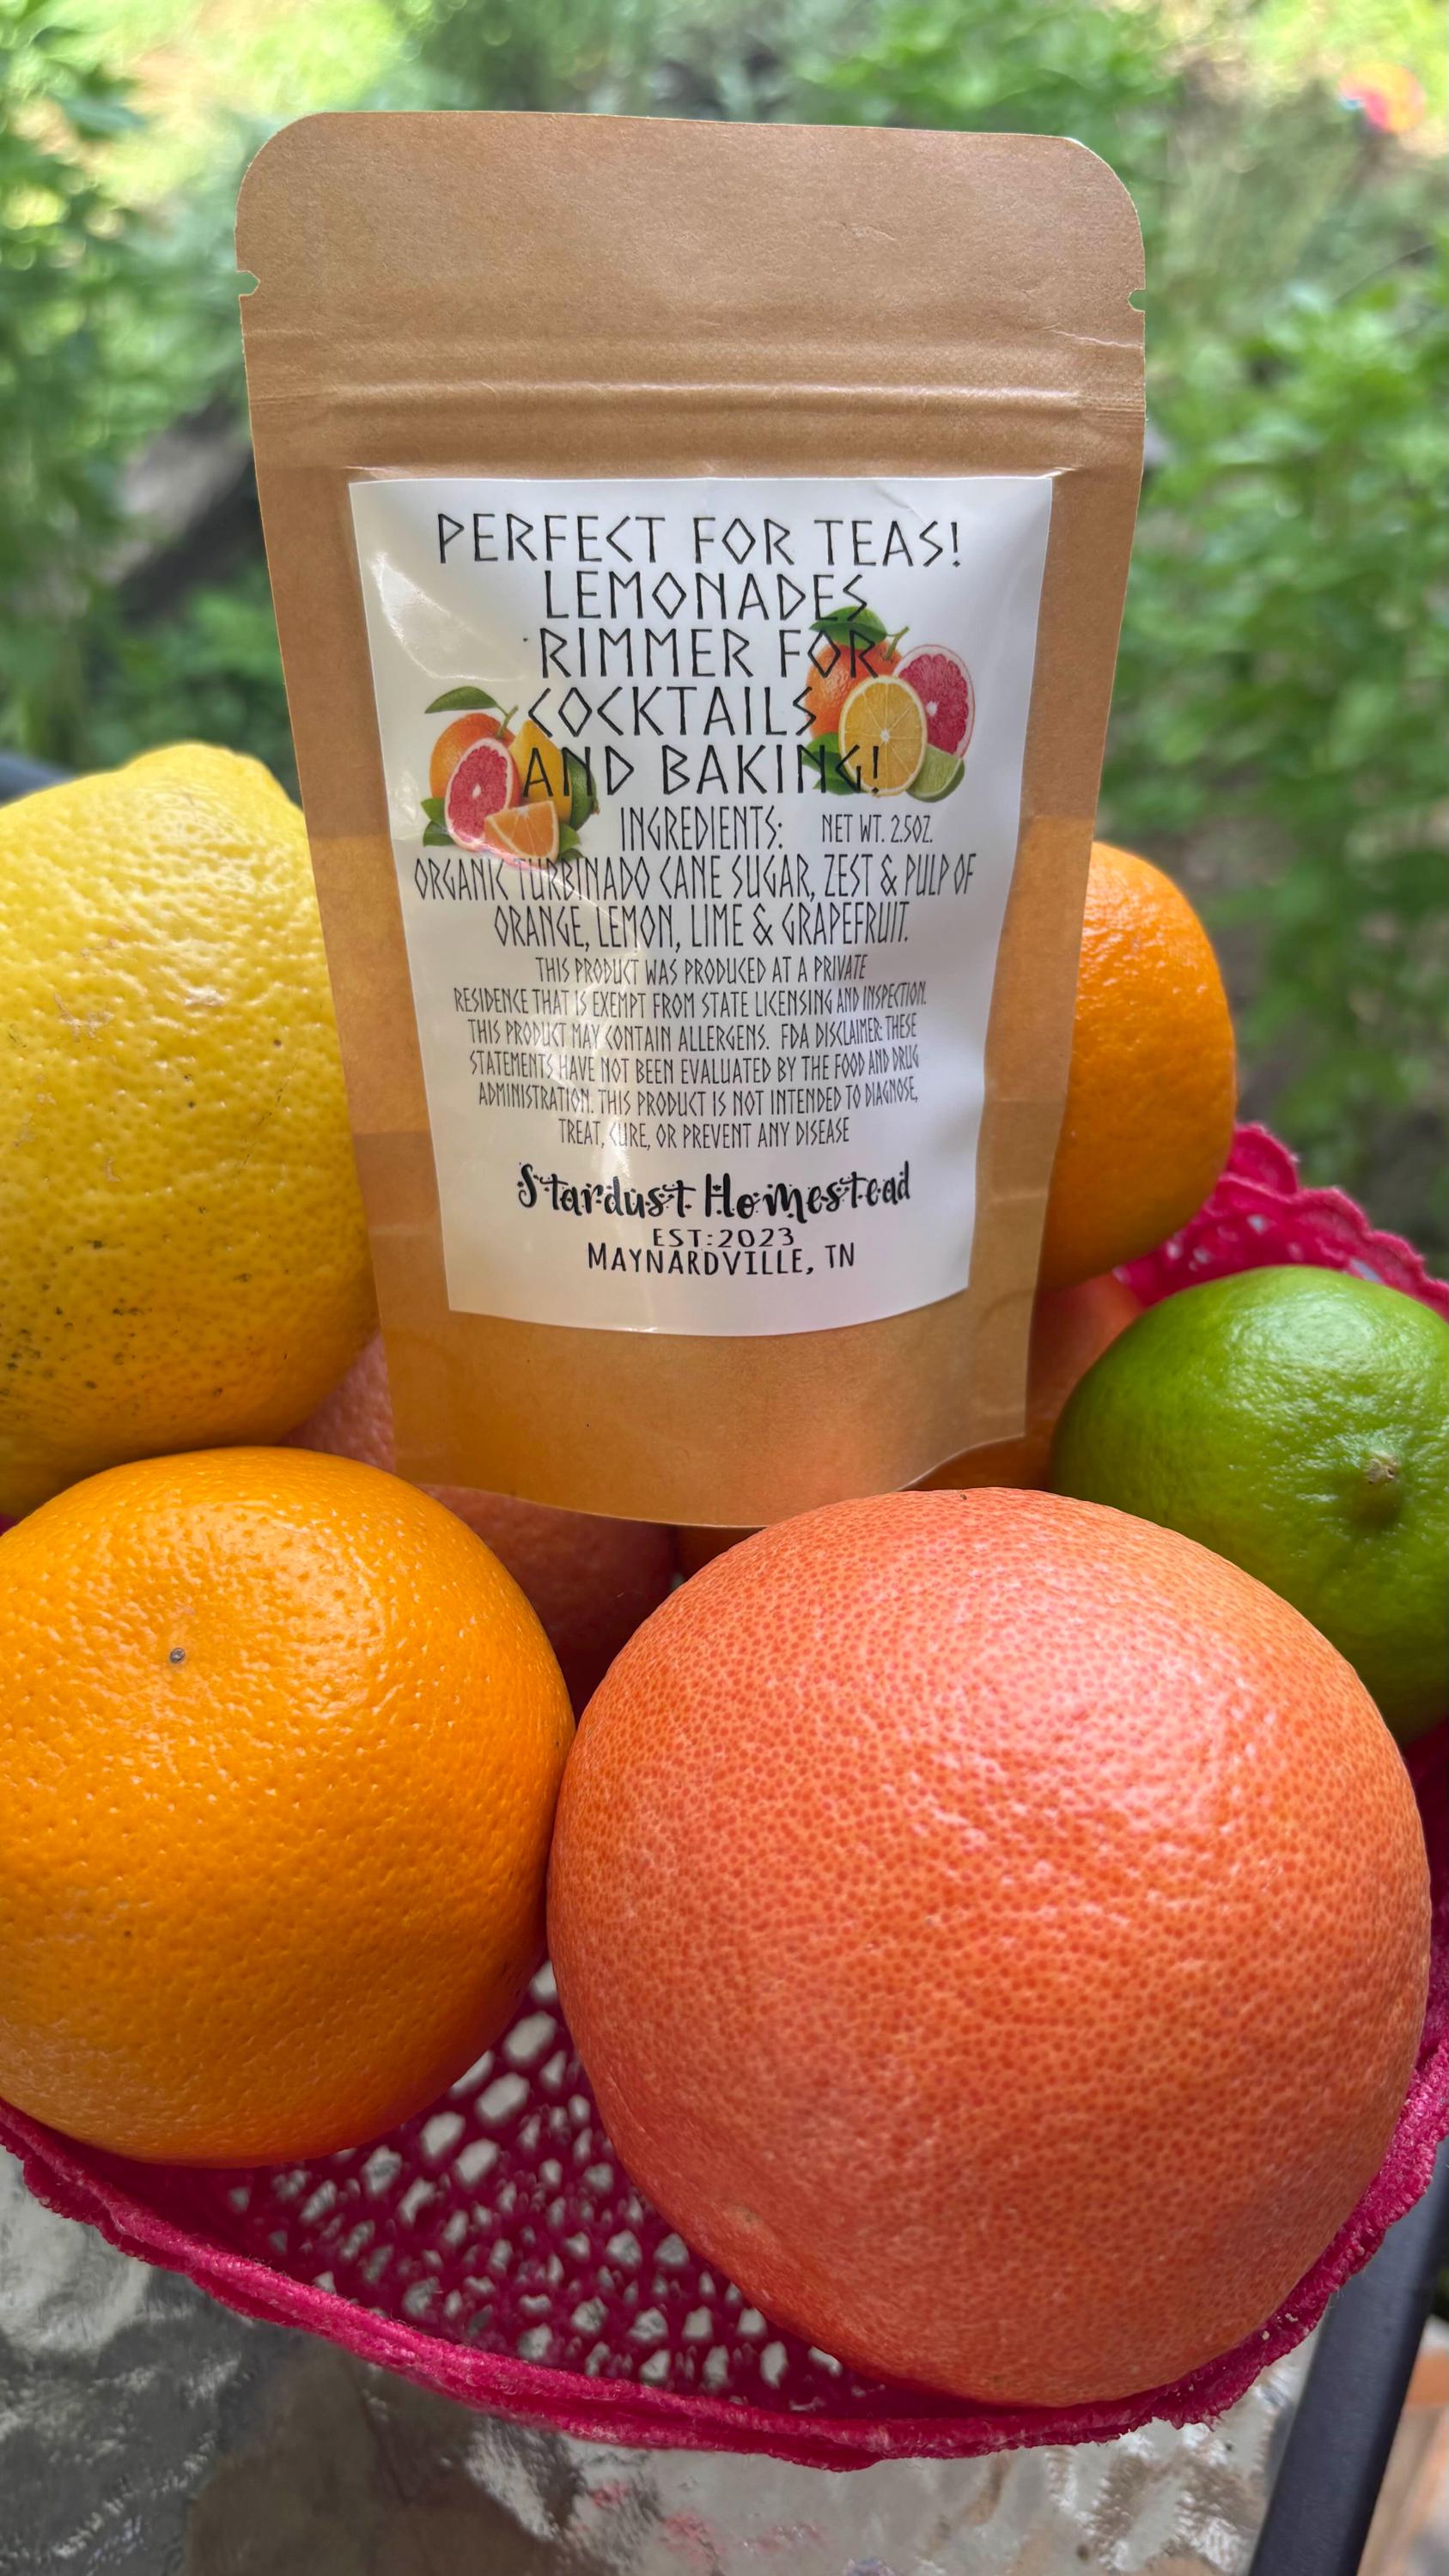 PERFECT FOR TEAS!
LEMONADES
RIMMER FOR
COCKTAILS
AND BAKING!
INGREDIENTS: NET WT. 2.5OZ.
ORGANIC TURBINADO CANE SUGAR, ZEST & PULP OF
ORANGE, LEMON, LIME & GRAPEFRUIT.
THIS PRODUCT WAS PRODUCED AT A PRIVATE
RESIDENCE THAT IS EXEMPT FROM STATE LICENSING AND INSPECTION.
THIS PRODUCT MAY CONTAIN ALLERGENS. FDA DISCLAIMER: THESE
STATEMENTS HAVE NOT BEEN EVALUATED BY THE FOOD AND DRUG
ADMINISTRATION. THIS PRODUCT IS NOT INTENDED TO DIAGNOSE,
TREAT, CURE, OR PREVENT ANY DISEASE
Stardust Homestead
EST:2023
MAYNARDVILLE, TN